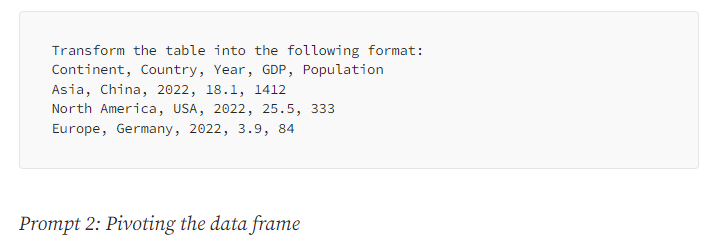 Transform the table into the following format:
Continent, Country, Year, GDP, Population
Asia, China, 2022, 18.1, 1412
North America, USA, 2022, 25.5, 333
Europe, Germany, 2022, 3.9, 84
Prompt 2: Pivoting the data frame